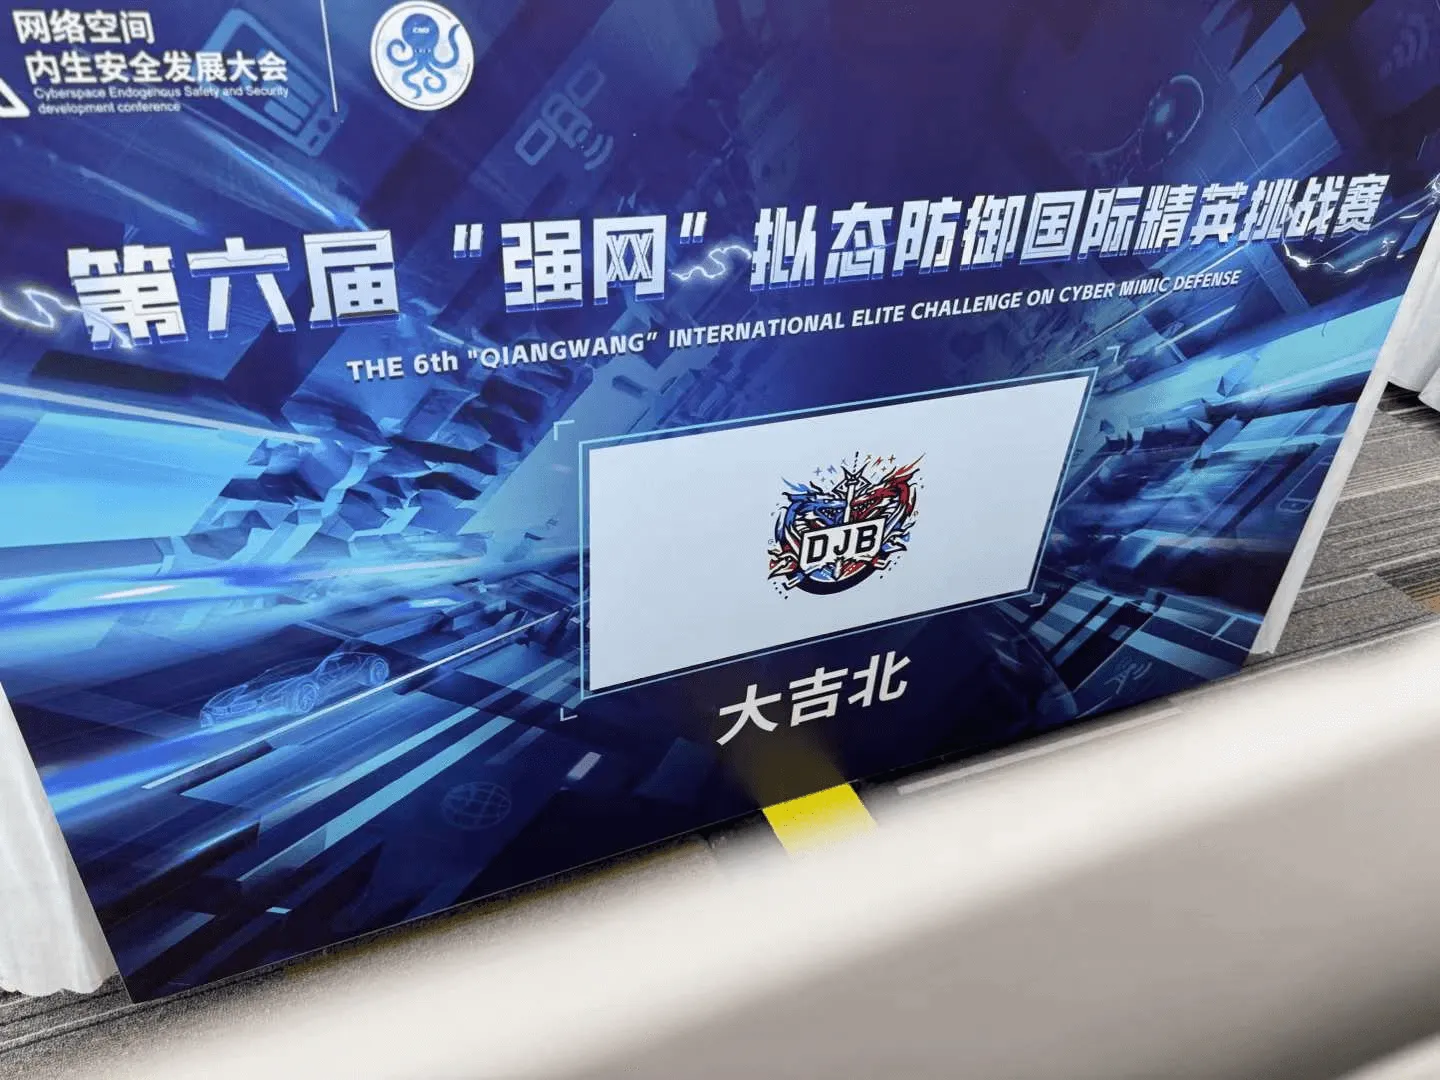 网络空间
内生安全发展大会
Cyberspace Endogenous Safety and Security
development conference
第六届“强网”拟态防御国际精英挑战赛
THE 6th "QIANGWANG" INTERNATIONAL ELITE CHALLENGE ON CYBER MIMIC DEFENSE
DJB
大吉北